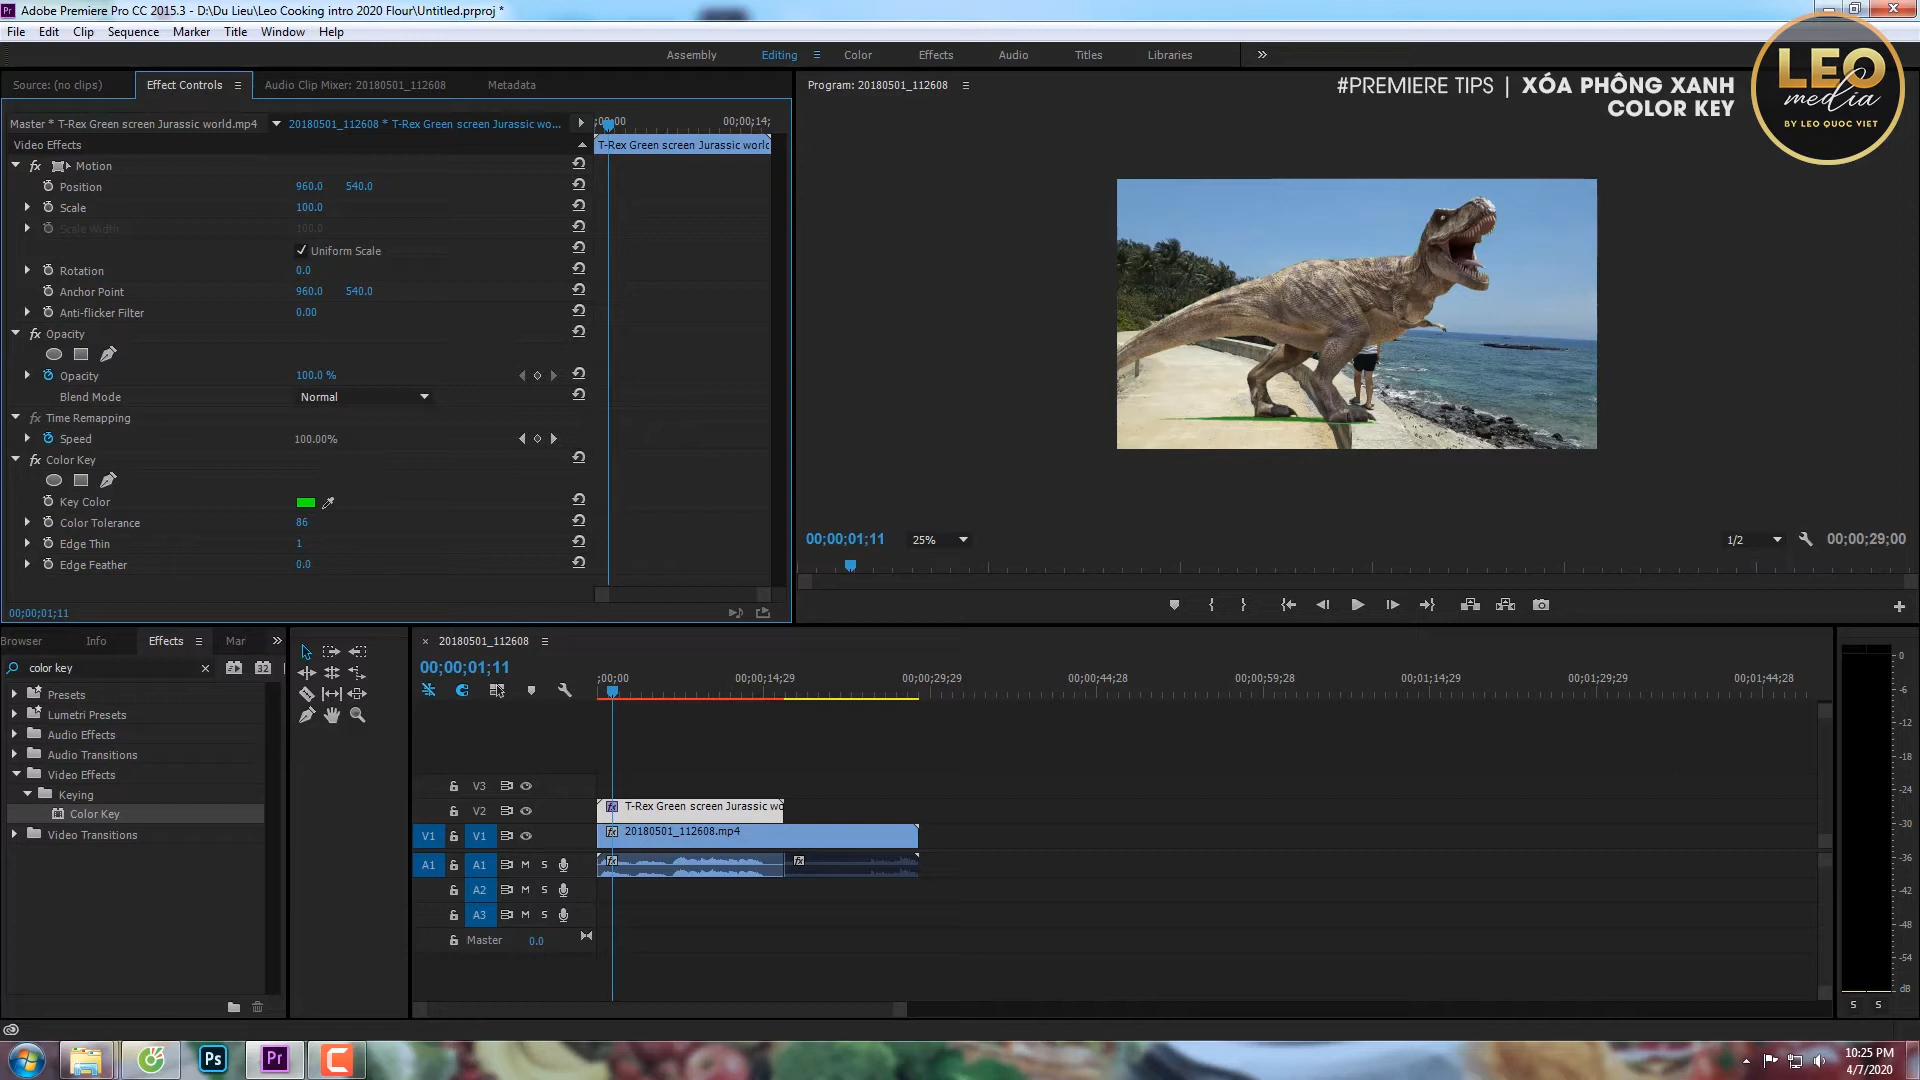 Adobe Premiere Pro CC 2015.3 - D:\Du Lieu\Leo Cooking intro 2020 Flour\Untitled.prproj *
File Edit Clip Sequence Marker Title Window Help
Assembly Editing Color Effects Audio Titles Libraries
#PREMIERE TIPS | XÓA PHÔNG XANH
COLOR KEY
LEO
media
BY LEO QUOC VIET
Source: (no clips) Effect Controls Audio Clip Mixer: 20180501_112608 Metadata
Program: 20180501_112608
Master * T-Rex Green screen Jurassic world.mp4 20180501_112608 * T-Rex Green screen Jurassic wo...
;00;00 00;00;14;
Video Effects
T-Rex Green screen Jurassic world
fx Motion
Position 960.0 540.0
Scale 100.0
Scale Width 100.0
Uniform Scale
Rotation 0.0
Anchor Point 960.0 540.0
Anti-flicker Filter 0.00
fx Opacity
Opacity 100.0 %
Blend Mode Normal
fx Time Remapping
Speed 100.00%
fx Color Key
Key Color
Color Tolerance 86
Edge Thin 1
Edge Feather 0.0
00;00;01;11
00;00;01;11 25% 1/2 00;00;29;00
Browser Info Effects Mar
color key
32
Presets
Lumetri Presets
Audio Effects
Audio Transitions
Video Effects
Keying
Color Key
Video Transitions
20180501_112608
00;00;01;11
;00;00 00;00;14;29 00;00;29;29 00;00;44;28 00;00;59;28 00;01;14;29 00;01;29;29 00;01;44;28
V3
V2 fx T-Rex Green screen Jurassic wo
V1 V1 fx 20180501_112608.mp4
A1 A1 M S fx fx
A2 M S
A3 M S
Master 0.0
0
-6
-12
-18
-24
-30
-36
-42
-48
-54
dB
S S
Ps Pr C
10:25 PM
4/7/2020